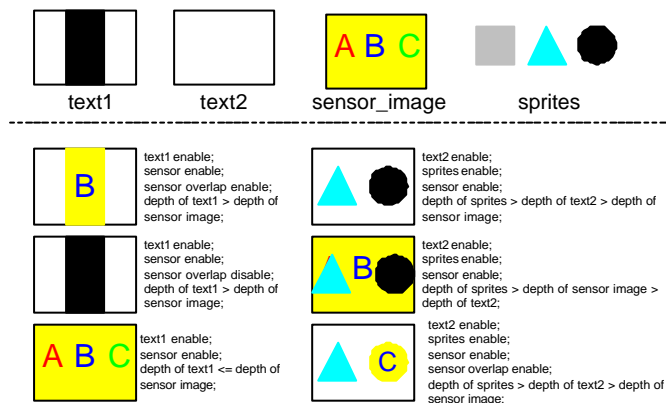 A B C
text1
text2
sensor_image
sprites
B
text1 enable;
sensor enable;
sensor overlap enable;
depth of text1 > depth of
sensor image;
text2 enable;
sprites enable;
sensor enable;
depth of sprites > depth of text2 > depth of
sensor image;
text1 enable;
sensor enable;
sensor overlap disable;
depth of text1 > depth of
sensor image;
B
text2 enable;
sprites enable;
sensor enable;
depth of sprites > depth of sensor image >
depth of text2;
A B C
text1 enable;
sensor enable;
depth of text1 <= depth of
sensor image;
C
text2 enable;
sprites enable;
sensor enable;
sensor overlap enable;
depth of sprites > depth of text2 > depth of
sensor image;